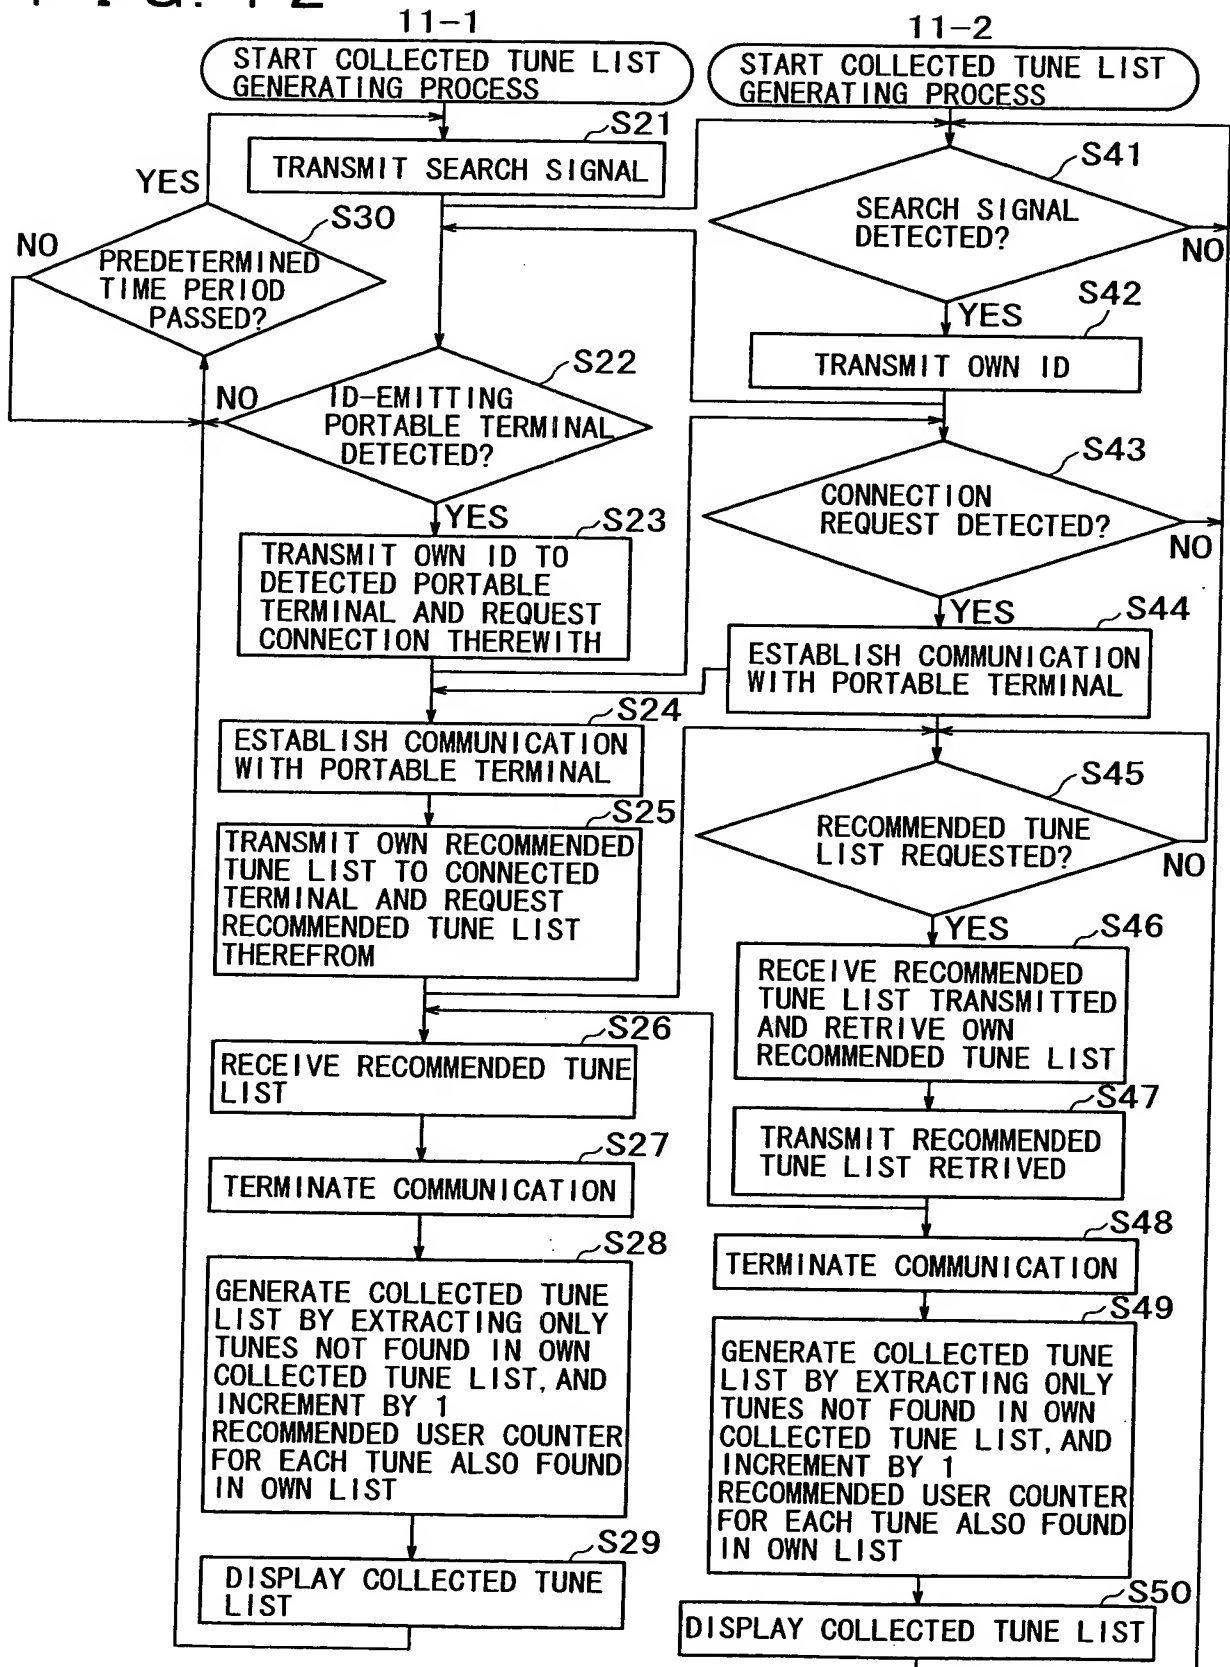 11-1
START COLLECTED TUNE LIST
GENERATING PROCESS
S21
TRANSMIT SEARCH SIGNAL
YES
S30
NO
PREDETERMINED
TIME PERIOD
PASSED?
S22
NO
ID-EMITTING
PORTABLE TERMINAL
DETECTED?
YES
S23
TRANSMIT OWN ID TO
DETECTED PORTABLE
TERMINAL AND REQUEST
CONNECTION THEREWITH
S24
ESTABLISH COMMUNICATION
WITH PORTABLE TERMINAL
S25
TRANSMIT OWN RECOMMENDED
TUNE LIST TO CONNECTED
TERMINAL AND REQUEST
RECOMMENDED TUNE LIST
THEREFROM
S26
RECEIVE RECOMMENDED TUNE
LIST
S27
TERMINATE COMMUNICATION
S28
GENERATE COLLECTED TUNE
LIST BY EXTRACTING ONLY
TUNES NOT FOUND IN OWN
COLLECTED TUNE LIST, AND
INCREMENT BY 1
RECOMMENDED USER COUNTER
FOR EACH TUNE ALSO FOUND
IN OWN LIST
S29
DISPLAY COLLECTED TUNE
LIST
11-2
START COLLECTED TUNE LIST
GENERATING PROCESS
S41
SEARCH SIGNAL
DETECTED?
NO
S42
YES
TRANSMIT OWN ID
S43
CONNECTION
REQUEST DETECTED?
NO
YES
S44
ESTABLISH COMMUNICATION
WITH PORTABLE TERMINAL
S45
RECOMMENDED TUNE
LIST REQUESTED?
NO
YES
S46
RECEIVE RECOMMENDED
TUNE LIST TRANSMITTED
AND RETRIVE OWN
RECOMMENDED TUNE LIST
S47
TRANSMIT RECOMMENDED
TUNE LIST RETRIVED
S48
TERMINATE COMMUNICATION
S49
GENERATE COLLECTED TUNE
LIST BY EXTRACTING ONLY
TUNES NOT FOUND IN OWN
COLLECTED TUNE LIST, AND
INCREMENT BY 1
RECOMMENDED USER COUNTER
FOR EACH TUNE ALSO FOUND
IN OWN LIST
S50
DISPLAY COLLECTED TUNE LIST